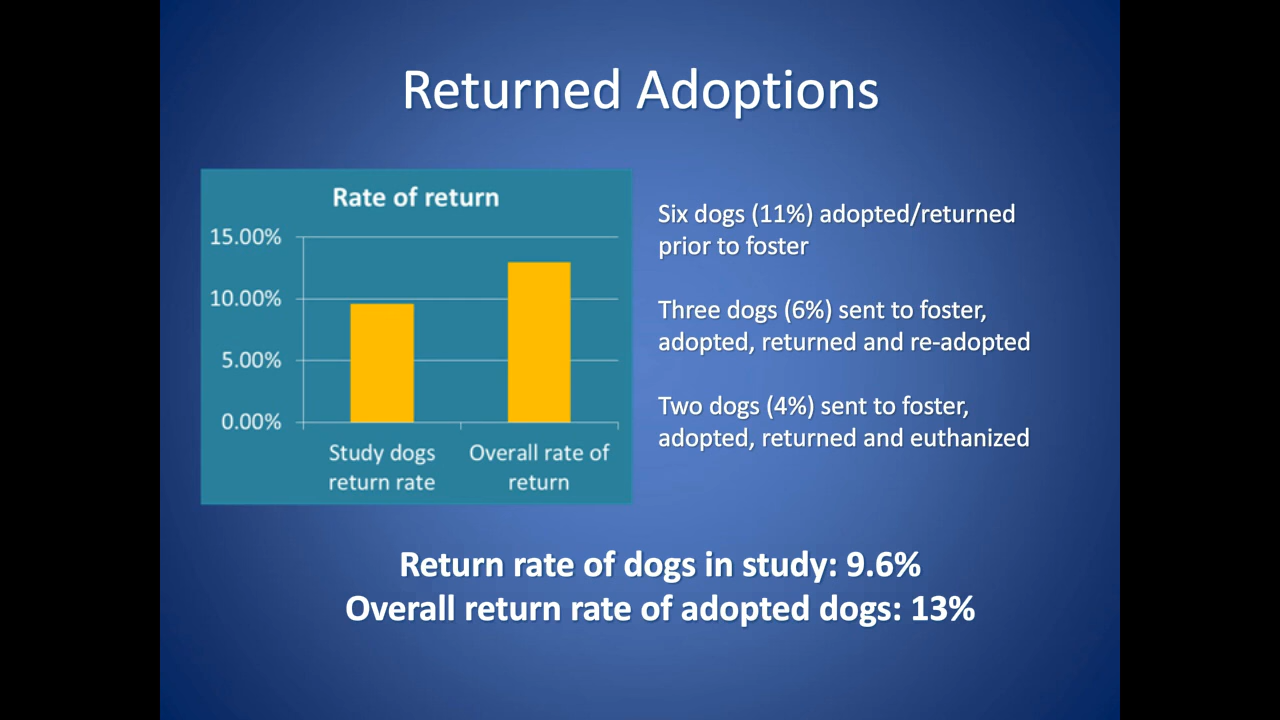 Returned Adoptions
Rate of return
15.00%
10.00%
5.00%
0.00%
Study dogs
return rate
Overall rate of
return
Six dogs (11%) adopted/returned
prior to foster
Three dogs (6%) sent to foster,
adopted, returned and re-adopted
Two dogs (4%) sent to foster,
adopted, returned and euthanized
Return rate of dogs in study: 9.6%
Overall return rate of adopted dogs: 13%